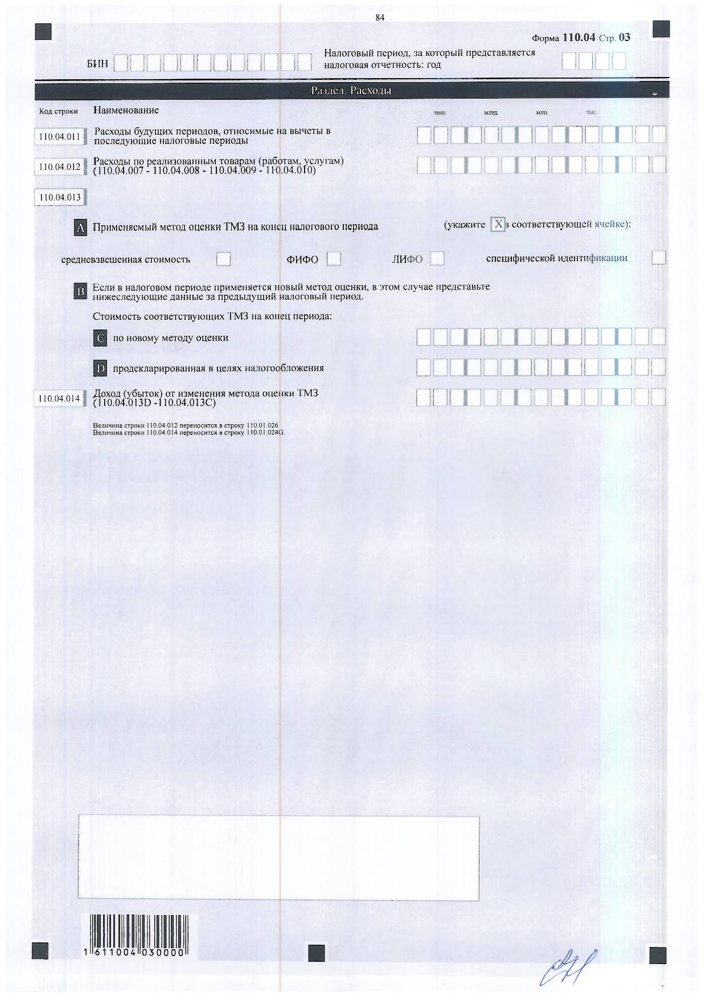 84
Форма 110.04 Стр. 03
БИН
Налоговый период, за который представляется
налоговая отчетность: год
Раздел. Расходы
Код строки Наименование трлн. млрд. млн. тыс.
110.04.011 Расходы будущих периодов, относимые на вычеты в
последующие налоговые периоды
110.04.012 Расходы по реализованным товарам (работам, услугам)
(110.04.007 - 110.04.008 - 110.04.009 - 110.04.010)
110.04.013
A Применяемый метод оценки ТМЗ на конец налогового периода (укажите X в соответствующей ячейке):
средневзвешенная стоимость ФИФО ЛИФО специфической идентификации
B Если в налоговом периоде применяется новый метод оценки, в этом случае представьте
нижеследующие данные за предыдущий налоговый период.
Стоимость соответствующих ТМЗ на конец периода:
C по новому методу оценки
D продекларированная в целях налогообложения
110.04.014 Доход (убыток) от изменения метода оценки ТМЗ
(110.04.013D -110.04.013C)
Величина строки 110.04.012 переносится в строку 110.01.026
Величина строки 110.04.014 переносится в строку 110.01.024G.
1 611004 030000